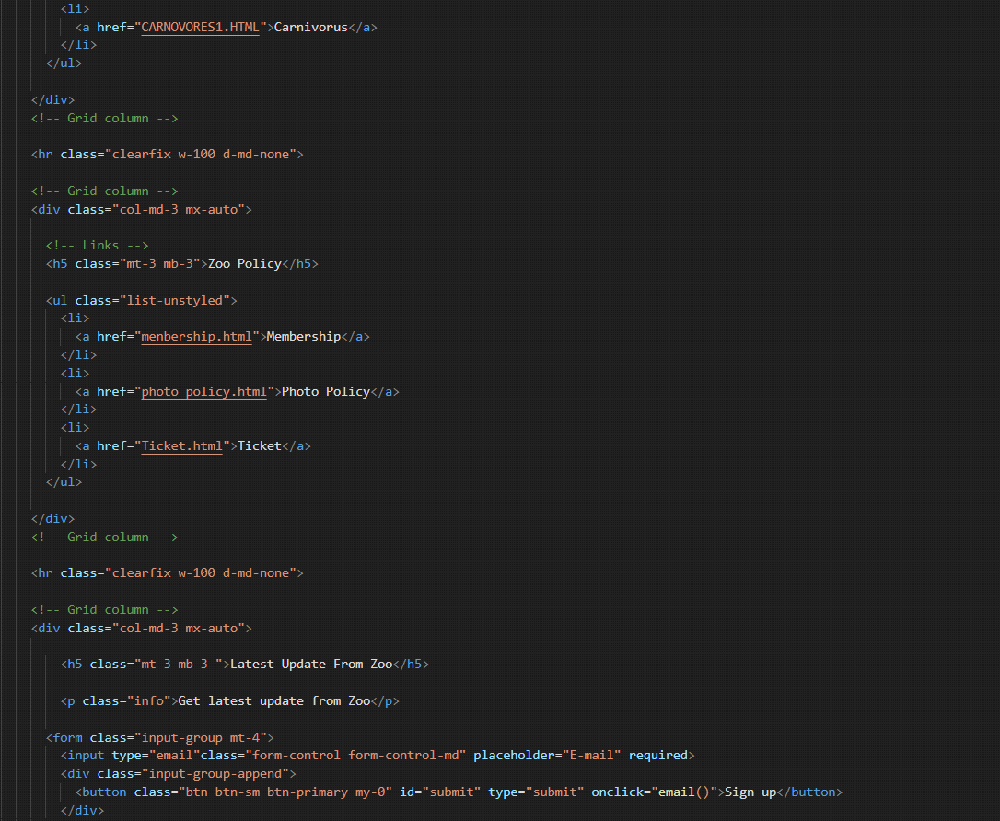 <li>
<a href="CARNOVORES1.HTML">Carnivorus</a>
</li>
</ul>
</div>
<!-- Grid column -->
<hr class="clearfix w-100 d-md-none">
<!-- Grid column -->
<div class="col-md-3 mx-auto">
<!-- Links -->
<h5 class="mt-3 mb-3">Zoo Policy</h5>
<ul class="list-unstyled">
<li>
<a href="menbership.html">Membership</a>
</li>
<li>
<a href="photo policy.html">Photo Policy</a>
</li>
<li>
<a href="Ticket.html">Ticket</a>
</li>
</ul>
</div>
<!-- Grid column -->
<hr class="clearfix w-100 d-md-none">
<!-- Grid column -->
<div class="col-md-3 mx-auto">
<h5 class="mt-3 mb-3 ">Latest Update From Zoo</h5>
<p class="info">Get latest update from Zoo</p>
<form class="input-group mt-4">
<input type="email"class="form-control form-control-md" placeholder="E-mail" required>
<div class="input-group-append">
<button class="btn btn-sm btn-primary my-0" id="submit" type="submit" onclick="email()">Sign up</button>
</div>